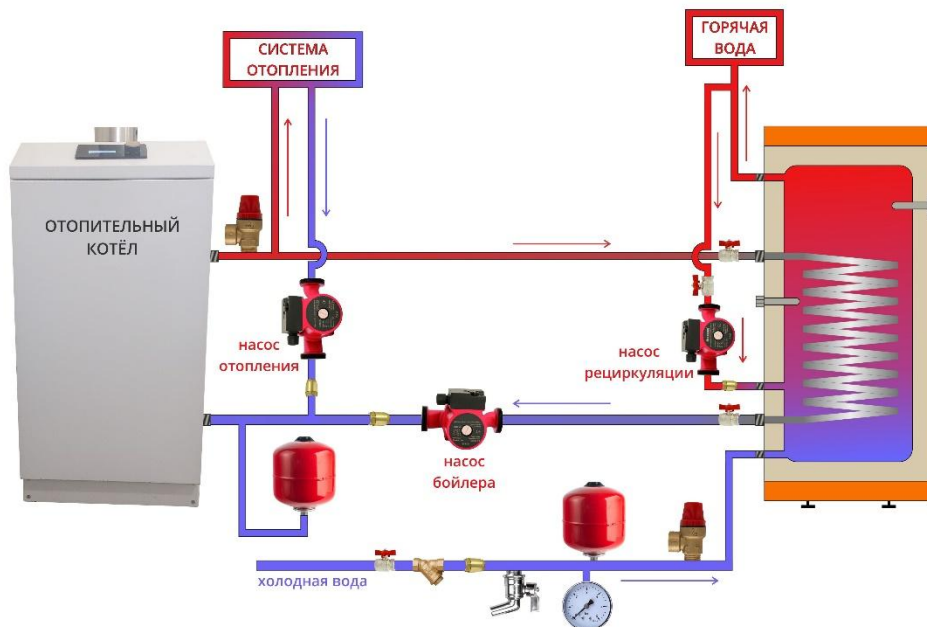 СИСТЕМА
ОТОПЛЕНИЯ
ГОРЯЧАЯ
ВОДА
ОТОПИТЕЛЬНЫЙ
КОТЁЛ
насос
отопления
насос
рециркуляции
насос
бойлера
холодная вода